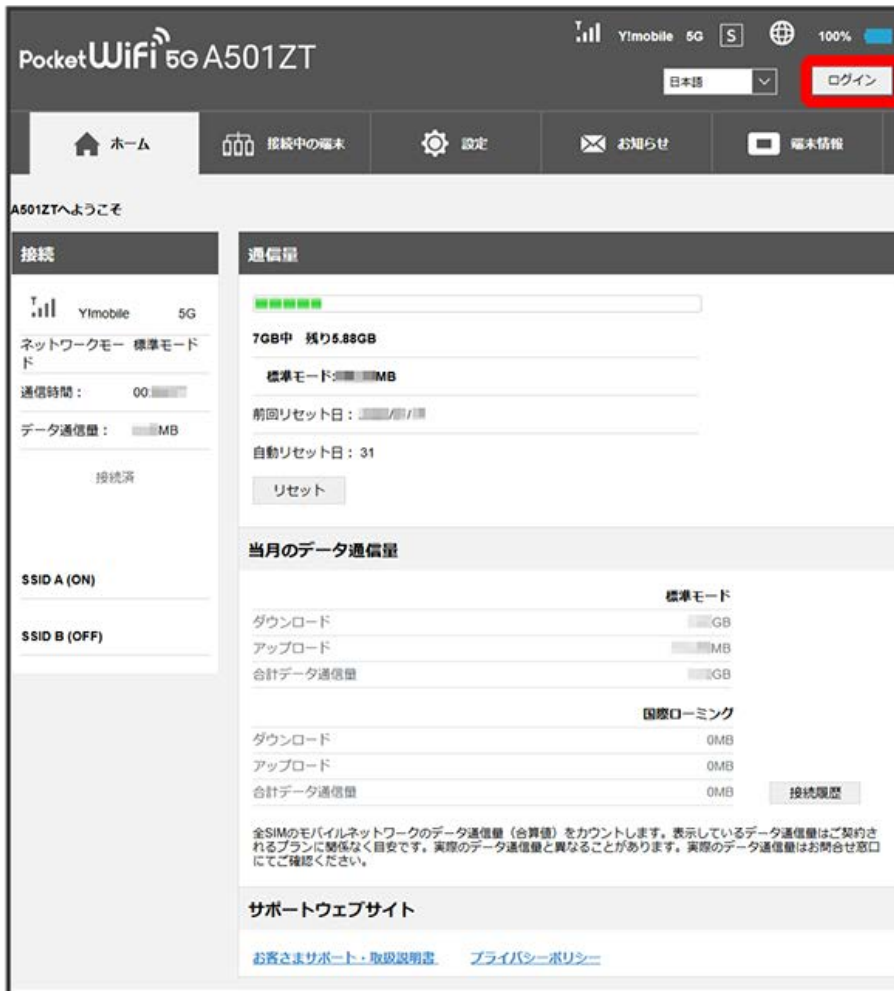 Y!mobile 5G S 100%
PocketWiFi 5G A501ZT
日本語 ログイン
ホーム 接続中の端末 設定 お知らせ 端末情報
A501ZTへようこそ
接続
Y!mobile 5G
ネットワークモー 標準モード
ド
通信時間: 00:
データ通信量: MB
接続済
SSID A (ON)
SSID B (OFF)
通信量
7GB中 残り5.88GB
標準モード: MB
前回リセット日: / /
自動リセット日: 31
リセット
当月のデータ通信量
標準モード
ダウンロード GB
アップロード MB
合計データ通信量 GB
国際ローミング
ダウンロード 0MB
アップロード 0MB
合計データ通信量 0MB 接続履歴
全SIMのモバイルネットワークのデータ通信量(合算値)をカウントします。表示しているデータ通信量はご契約さ
れるプランに関係なく目安です。実際のデータ通信量と異なることがあります。実際のデータ通信量はお問合せ窓口
にてご確認ください。
サポートウェブサイト
お客さまサポート・取扱説明書 プライバシーポリシー